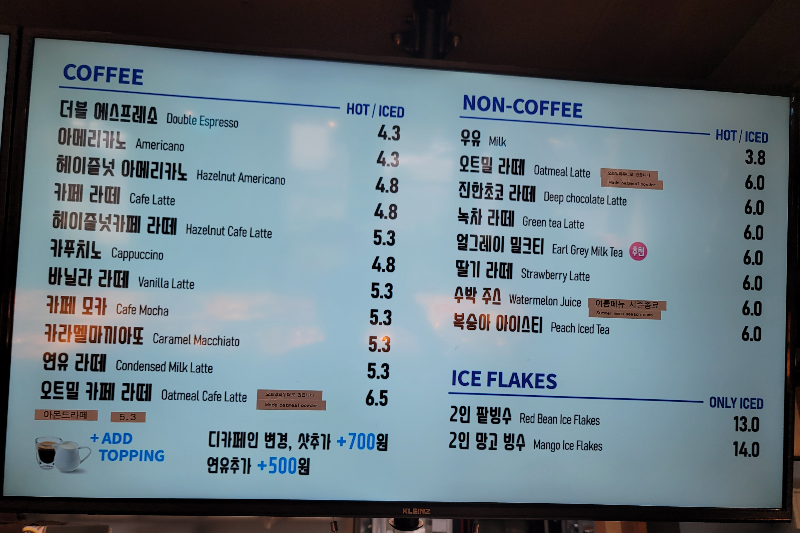 COFFEE
HOT / ICED
더블 에스프레소 Double Espresso 4.3
아메리카노 Americano 4.3
헤이즐넛 아메리카노 Hazelnut Americano 4.8
카페 라떼 Cafe Latte 4.8
헤이즐넛카페 라떼 Hazelnut Cafe Latte 5.3
카푸치노 Cappuccino 4.8
바닐라 라떼 Vanilla Latte 5.3
카페 모카 Cafe Mocha 5.3
카라멜마끼아또 Caramel Macchiato 5.3
연유 라떼 Condensed Milk Latte 5.3
오트밀 카페 라떼 Oatmeal Cafe Latte 6.5
아몬드라떼 5.3
+ ADD TOPPING
디카페인 변경, 샷추가 +700원
연유추가 +500원
NON-COFFEE
HOT / ICED
우유 Milk 3.8
오트밀 라떼 Oatmeal Latte 6.0
진한초코 라떼 Deep chocolate Latte 6.0
녹차 라떼 Green tea Latte 6.0
얼그레이 밀크티 Earl Grey Milk Tea 추천 6.0
딸기 라떼 Strawberry Latte 6.0
수박 주스 Watermelon Juice 여름메뉴 시즌종료 6.0
복숭아 아이스티 Peach Iced Tea 6.0
ICE FLAKES
ONLY ICED
2인 팥빙수 Red Bean Ice Flakes 13.0
2인 망고 빙수 Mango Ice Flakes 14.0
KLEINZ